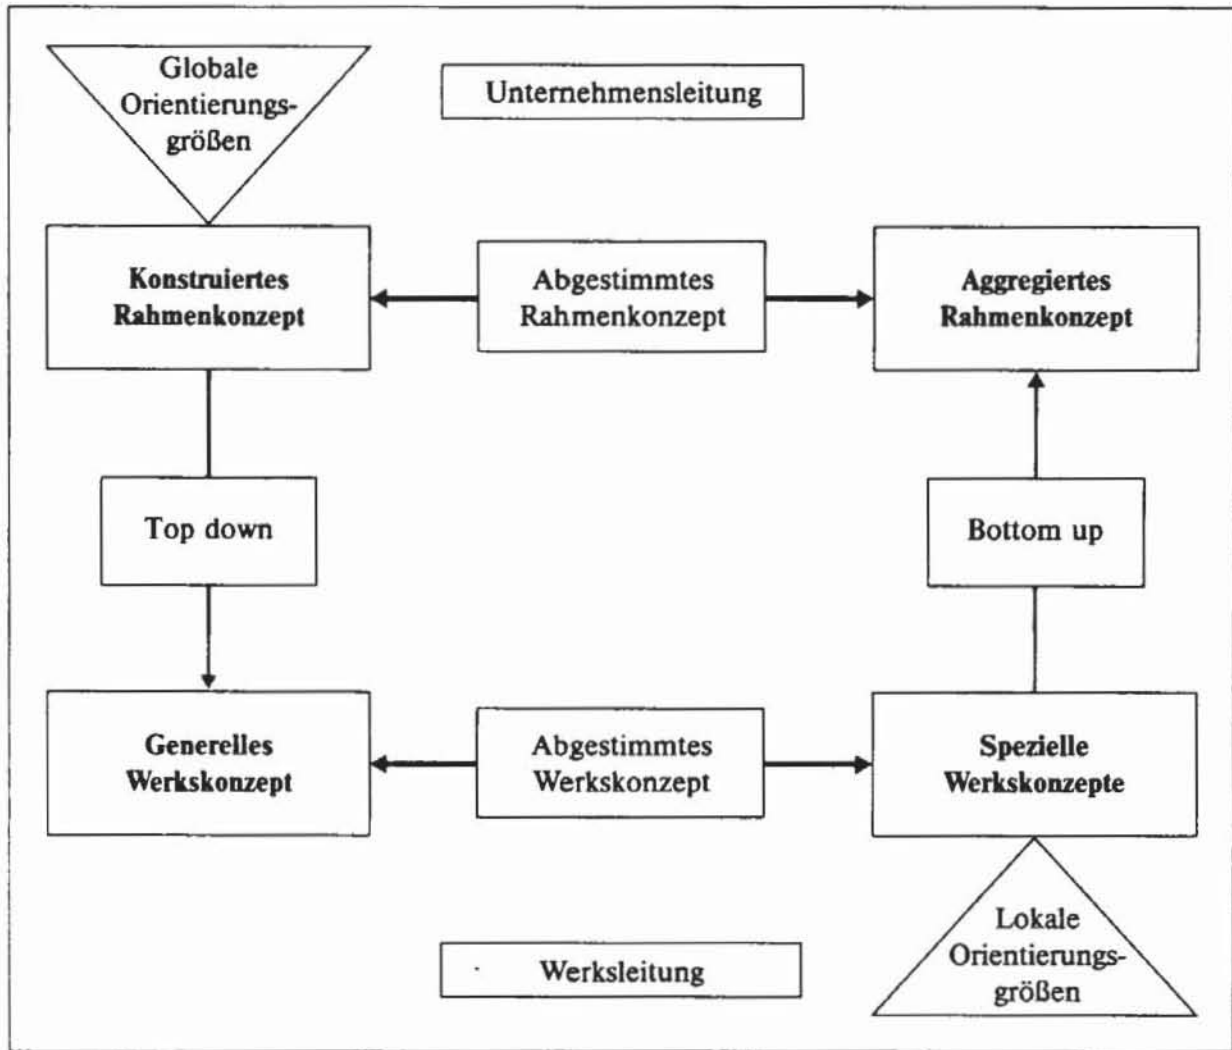 Globale
Orientierungs-
größen
Unternehmensleitung
Konstruiertes
Rahmenkonzept
Abgestimmtes
Rahmenkonzept
Aggregiertes
Rahmenkonzept
Top down
Bottom up
Generelles
Werkskonzept
Abgestimmtes
Werkskonzept
Spezielle
Werkskonzepte
Werksleitung
Lokale
Orientierungs-
größen